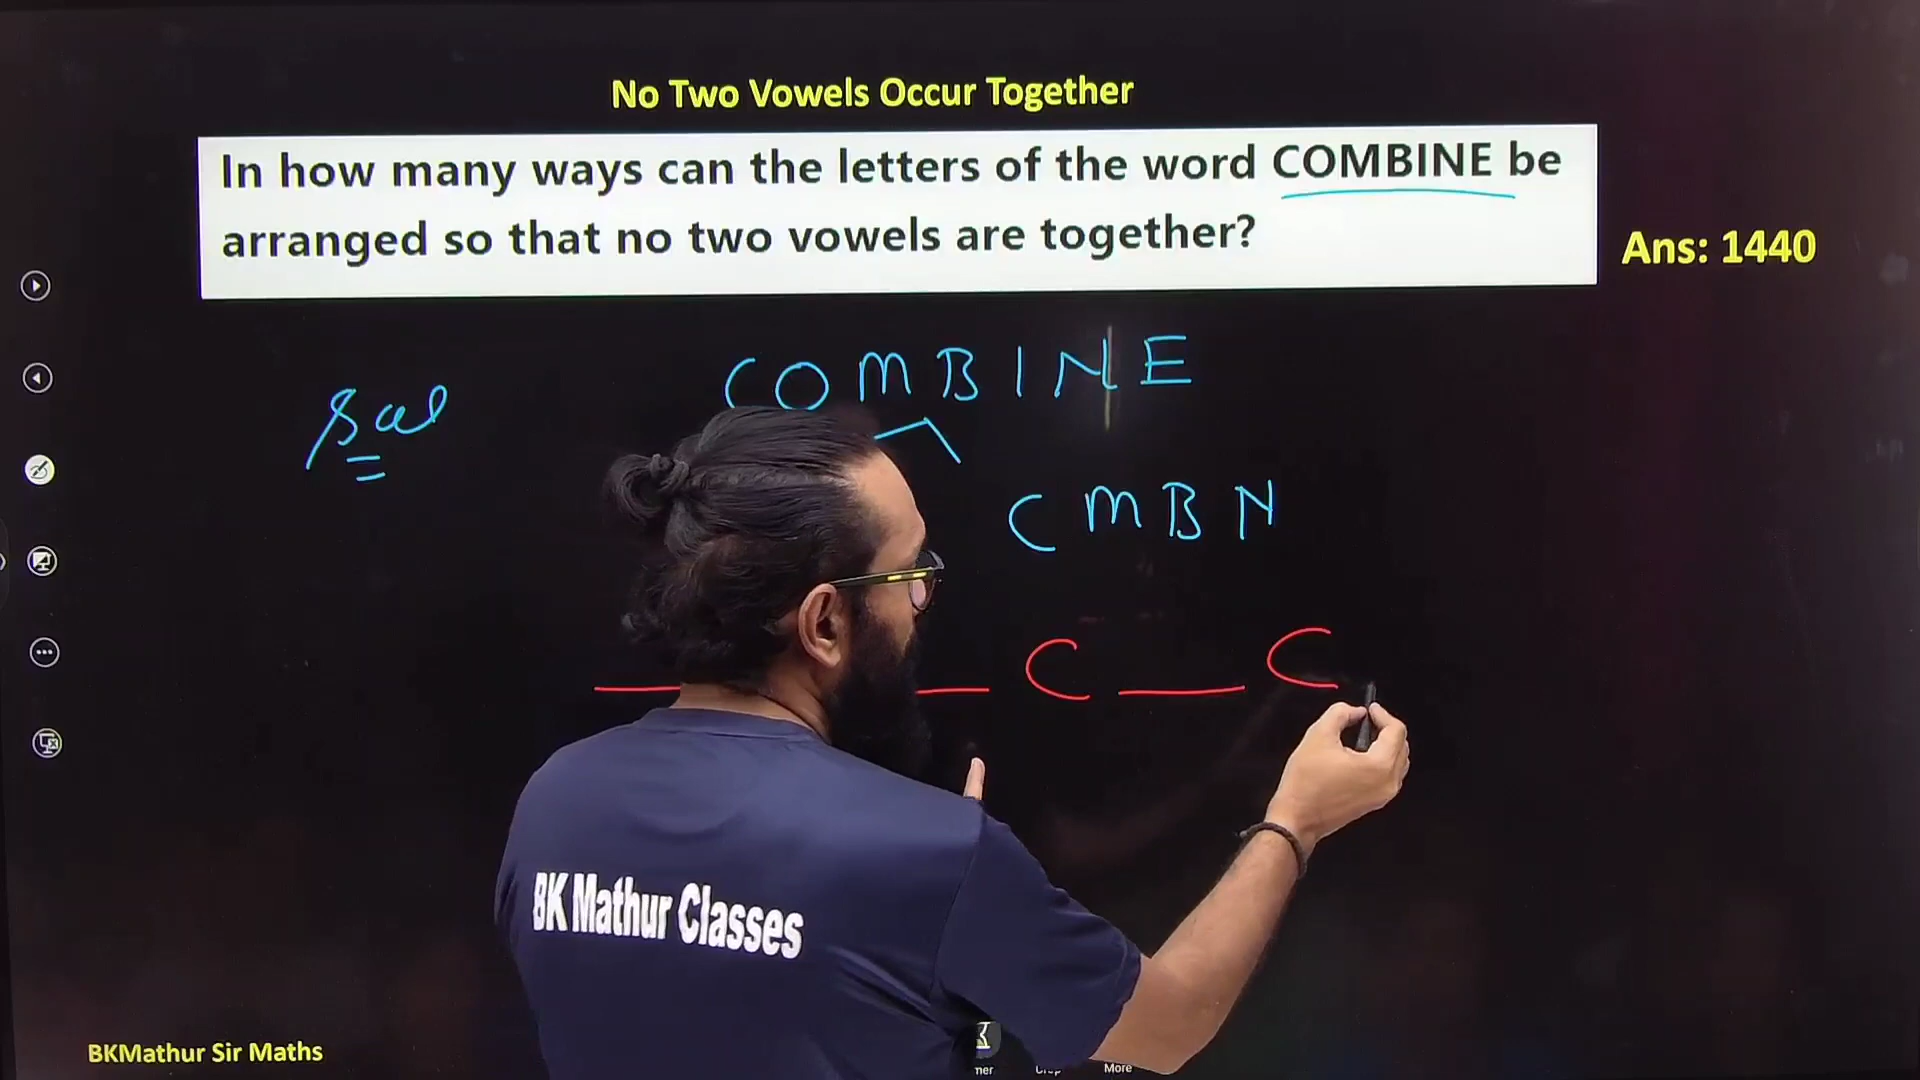 No Two Vowels Occur Together
In how many ways can the letters of the word COMBINE be
arranged so that no two vowels are together?
Ans: 1440
COMBINE
Sol
C M B N
C C
BK Mathur Classes
BKMathur Sir Maths
More